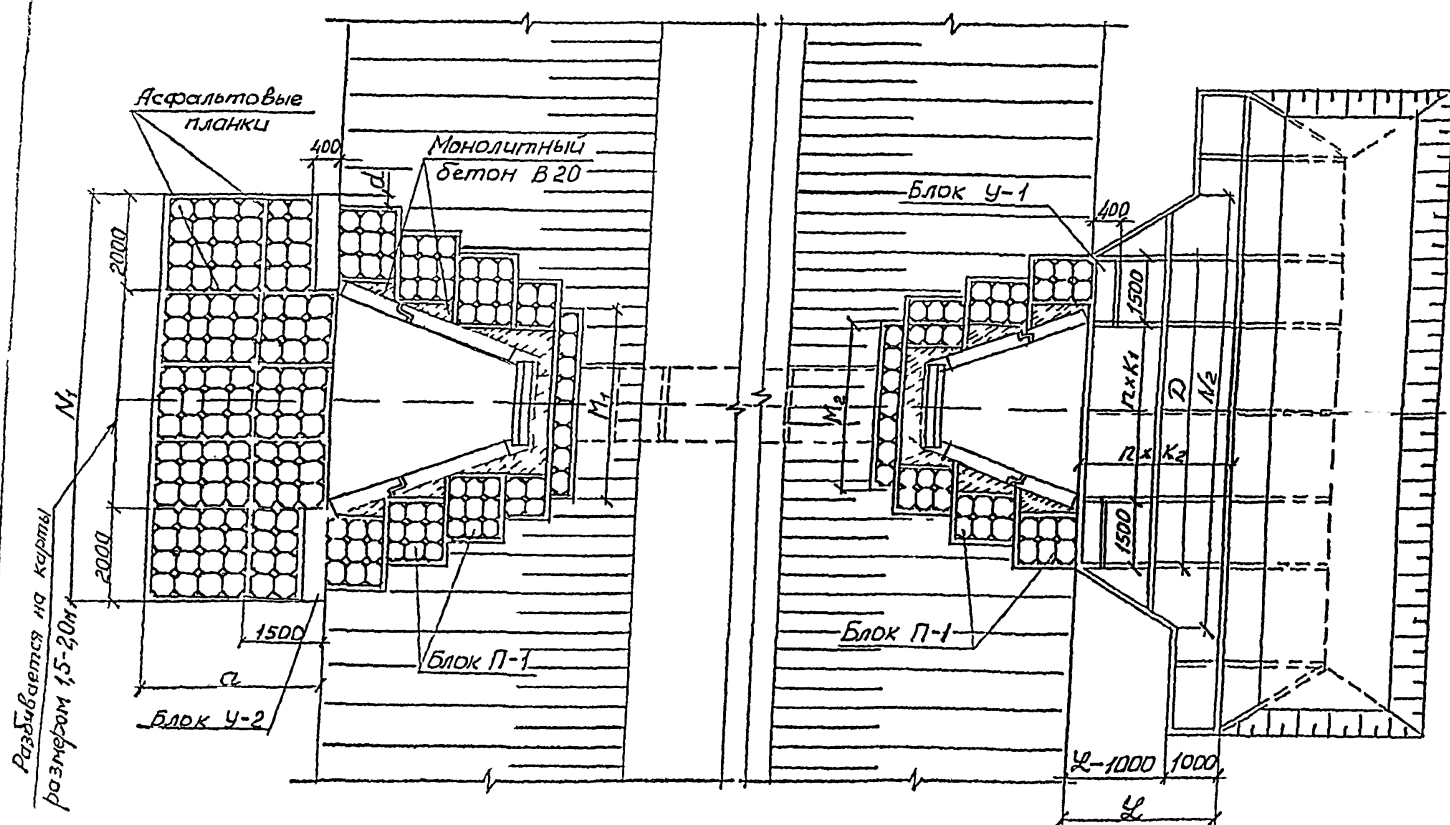 Асфальтовые
планки
400
Монолитный
бетон В20
d
Блок У-1
400
2000
1500
N₁
M₁
M₂
n×K₁
D
N₂
n×K₂
2000
1500
1500
а
Блок П-1
Блок П-1
Блок У-2
Разбивается на карты
размером 1,5-2,0м
ℒ-1000
1000
ℒ